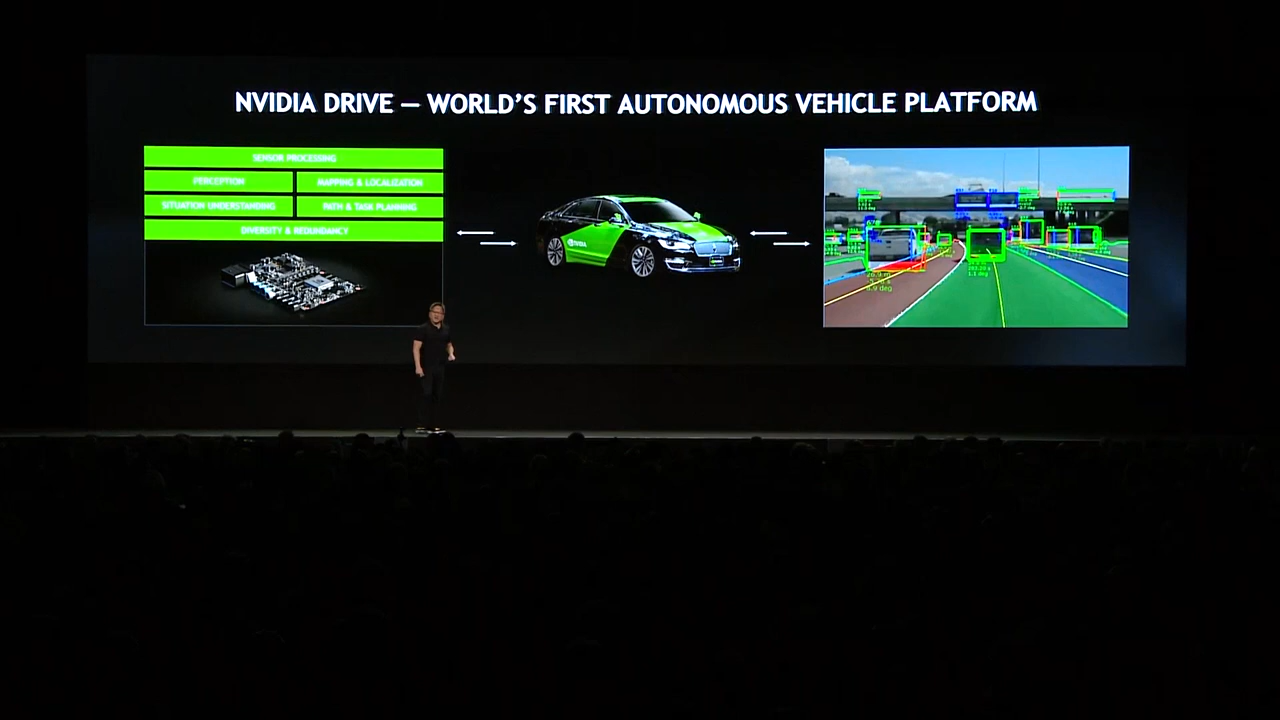 NVIDIA DRIVE — WORLD'S FIRST AUTONOMOUS VEHICLE PLATFORM
SENSOR PROCESSING
PERCEPTION
MAPPING & LOCALIZATION
SITUATION UNDERSTANDING
PATH & TASK PLANNING
DIVERSITY & REDUNDANCY
NVIDIA